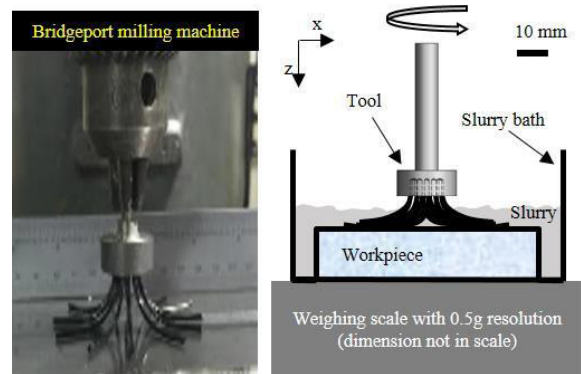 Bridgeport milling machine
x
z
10 mm
Tool
Slurry bath
Slurry
Workpiece
Weighing scale with 0.5g resolution
(dimension not in scale)